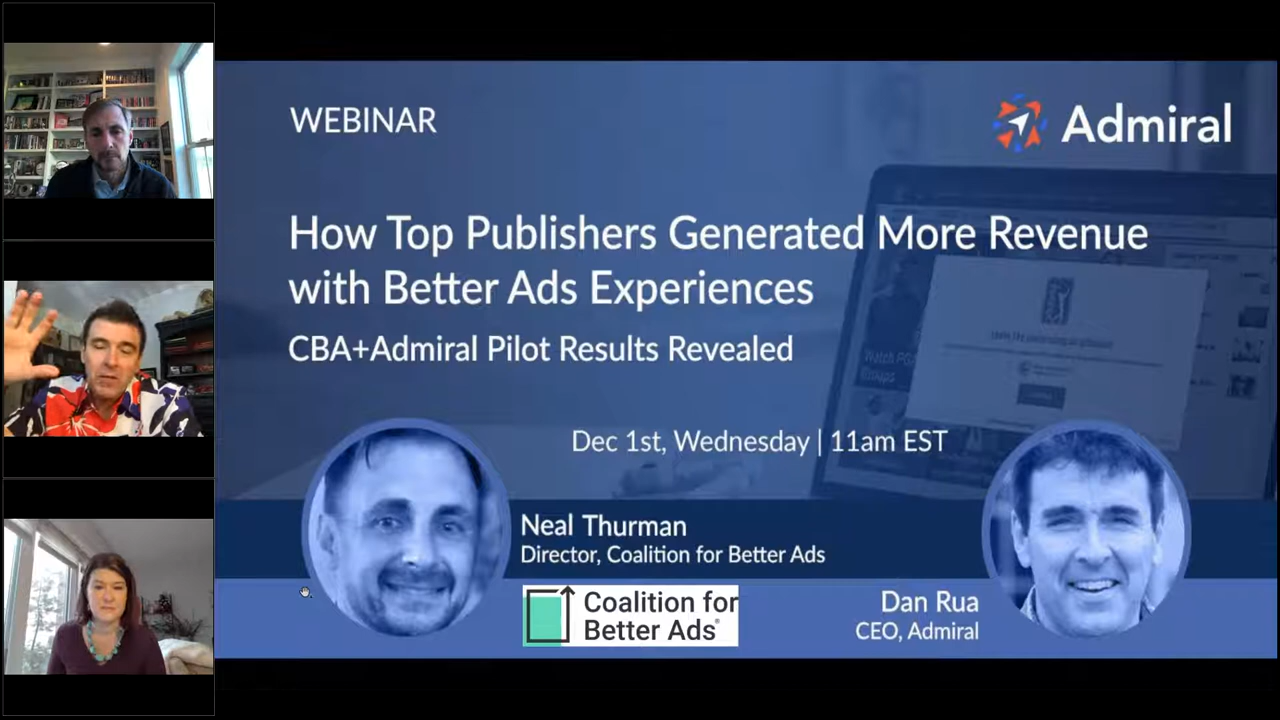 WEBINAR
Admiral
How Top Publishers Generated More Revenue
with Better Ads Experiences
CBA+Admiral Pilot Results Revealed
Dec 1st, Wednesday | 11am EST
Neal Thurman
Director, Coalition for Better Ads
Coalition for
Better Ads®
Dan Rua
CEO, Admiral